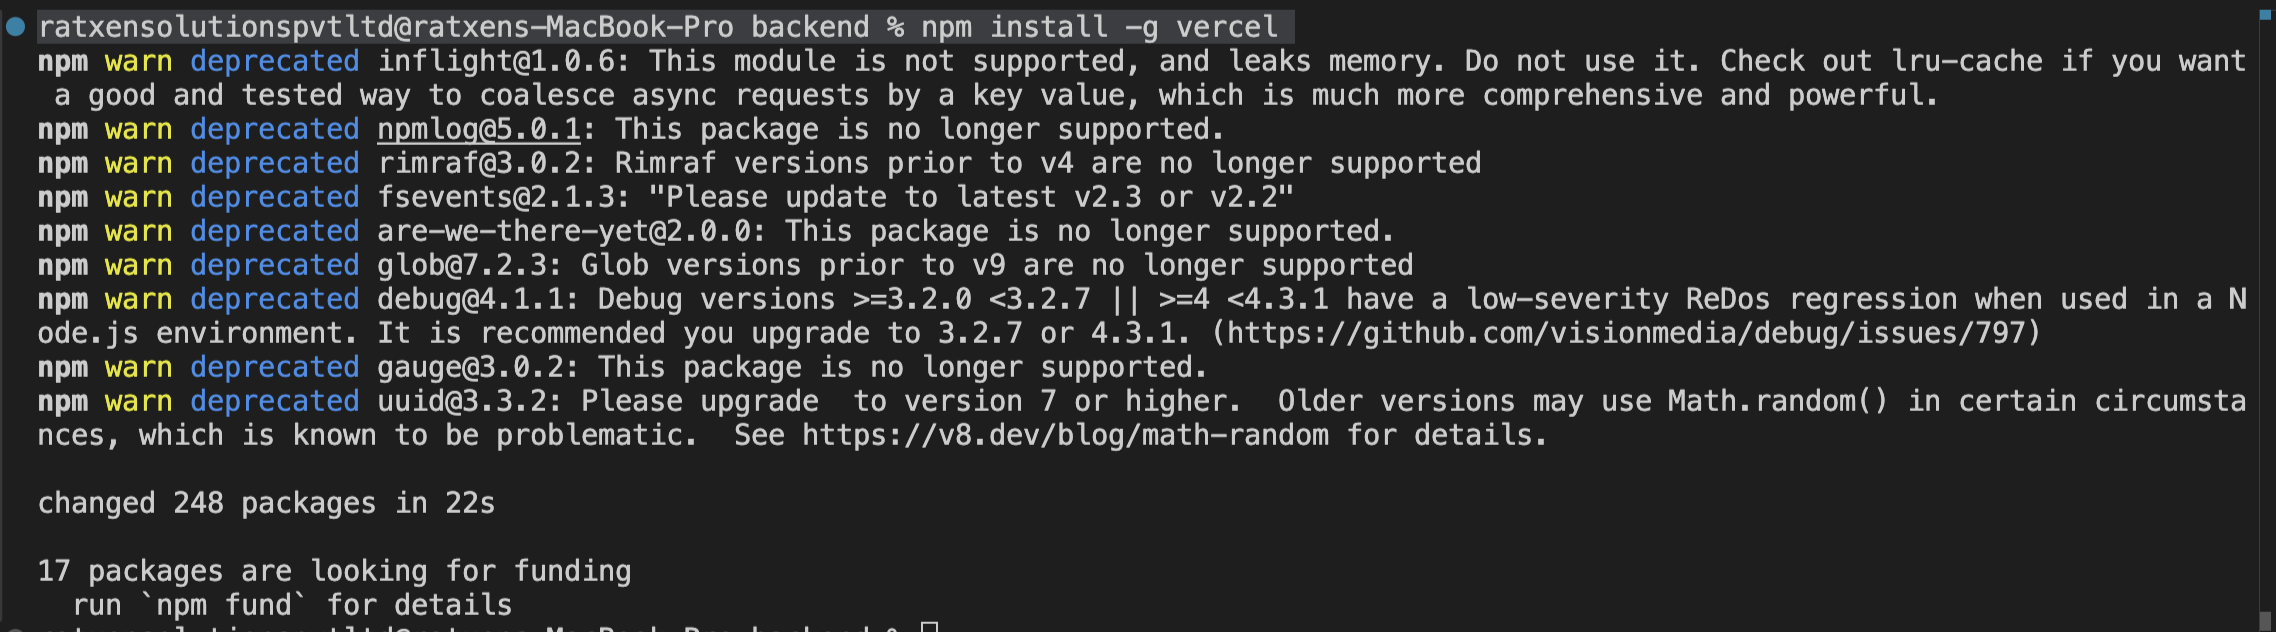 ratxensolutionspvtltd@ratxens-MacBook-Pro backend % npm install -g vercel
npm warn deprecated inflight@1.0.6: This module is not supported, and leaks memory. Do not use it. Check out lru-cache if you want
 a good and tested way to coalesce async requests by a key value, which is much more comprehensive and powerful.
npm warn deprecated npmlog@5.0.1: This package is no longer supported.
npm warn deprecated rimraf@3.0.2: Rimraf versions prior to v4 are no longer supported
npm warn deprecated fsevents@2.1.3: "Please update to latest v2.3 or v2.2"
npm warn deprecated are-we-there-yet@2.0.0: This package is no longer supported.
npm warn deprecated glob@7.2.3: Glob versions prior to v9 are no longer supported
npm warn deprecated debug@4.1.1: Debug versions >=3.2.0 <3.2.7 || >=4 <4.3.1 have a low-severity ReDos regression when used in a N
ode.js environment. It is recommended you upgrade to 3.2.7 or 4.3.1. (https://github.com/visionmedia/debug/issues/797)
npm warn deprecated gauge@3.0.2: This package is no longer supported.
npm warn deprecated uuid@3.3.2: Please upgrade  to version 7 or higher.  Older versions may use Math.random() in certain circumsta
nces, which is known to be problematic.  See https://v8.dev/blog/math-random for details.
changed 248 packages in 22s
17 packages are looking for funding
  run `npm fund` for details
ratxensolutionspvtltd@ratxens-MacBook-Pro backend %